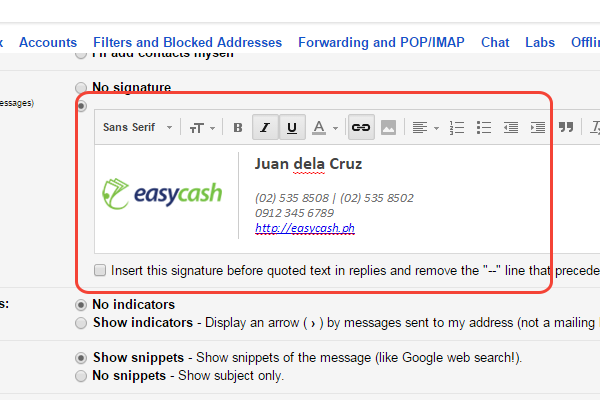 Accounts Filters and Blocked Addresses Forwarding and POP/IMAP Chat Labs Offli
I'll add contacts myself
No signature
essages)
Sans Serif
B I U A
Juan dela Cruz
easycash
(02) 535 8508 | (02) 535 8502
0912 345 6789
http://easycash.ph
Insert this signature before quoted text in replies and remove the "--" line that precede
s:
No indicators
Show indicators - Display an arrow ( › ) by messages sent to my address (not a mailing l
Show snippets - Show snippets of the message (like Google web search!).
No snippets - Show subject only.